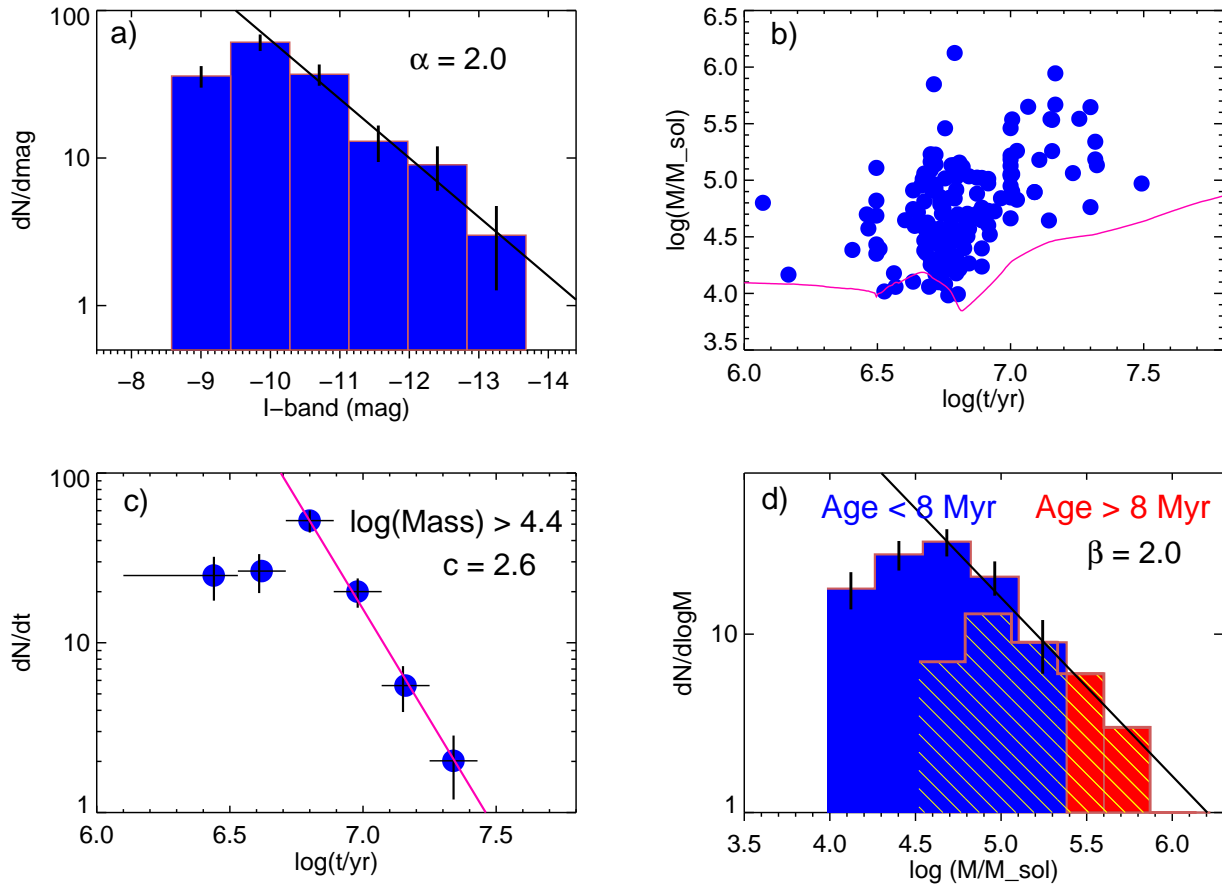 a)
α = 2.0
100
10
1
dN/dmag
−8 −9 −10 −11 −12 −13 −14
I−band (mag)
b)
6.5
6.0
5.5
5.0
4.5
4.0
3.5
log(M/M_sol)
6.0 6.5 7.0 7.5
log(t/yr)
c)
log(Mass) > 4.4
c = 2.6
100
10
1
dN/dt
6.0 6.5 7.0 7.5
log(t/yr)
d)
Age < 8 Myr Age > 8 Myr
β = 2.0
10
1
dN/dlogM
3.5 4.0 4.5 5.0 5.5 6.0
log (M/M_sol)